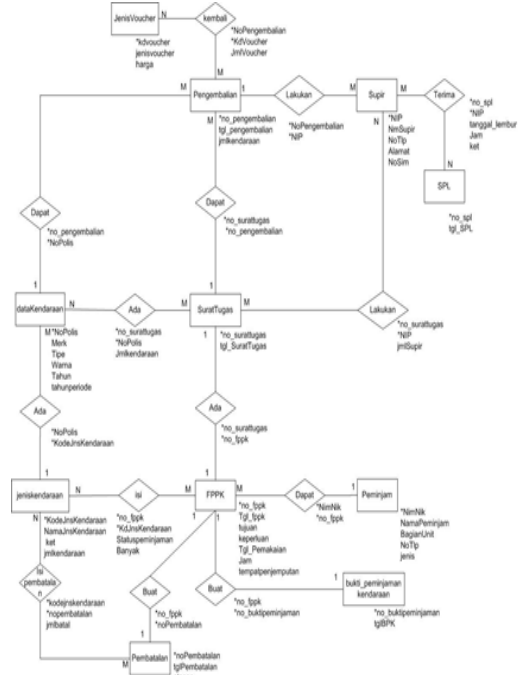 JenisVoucher
N
kembali
*NoPengembalian
*KdVoucher
JmlVoucher
*kdvoucher
jenisvoucher
harga
M
M
Pengembalian
1
Lakukan
M
Supir
M
Terima
*no_spl
*NIP
tanggal_lembur
Jam
ket
M
*no_pengembalian
tgl_pengembalian
jmlkendaraan
*NoPengembalian
*NIP
N
*NIP
NmSupir
NoTlp
Alamat
NoSim
N
SPL
*no_spl
tgl_SPL
Dapat
*no_pengembalian
*NoPolis
Dapat
*no_surattugas
*no_pengembalian
1
1
dataKendaraan
N
Ada
M
SuratTugas
M
Lakukan
*no_surattugas
*NIP
jmlSupir
M
*NoPolis
Merk
Tipe
Warna
Tahun
tahunperiode
*no_surattugas
*NoPolis
Jmlkendaraan
1
*no_surattugas
tgl_SuratTugas
Ada
*NoPolis
*KodeJnsKendaraan
Ada
*no_surattugas
*no_fppk
1
1
jeniskendaraan
N
isi
M
FPPK
M
Dapat
1
Peminjam
N
*KodeJnsKendaraan
NamaJnsKendaraan
ket
jmlkendaraan
*no_fppk
*KdJnsKendaraan
Statuspeminjaman
Banyak
1
1
*no_fppk
Tgl_fppk
tujuan
keperluan
Tgl_Pemakaian
Jam
tempatpenjemputan
*NimNik
*no_fppk
*NimNik
NamaPeminjam
BagianUnit
NoTlp
jenis
Isi
pembatala
n
*kodejnskendaraan
*nopembatalan
jmlbatal
Buat
*no_fppk
*noPembatalan
Buat
*no_fppk
*no_buktipeminjaman
1
bukti_peminjaman
kendaraan
*no_buktipeminjaman
tglBPK
1
M
Pembatalan
*noPembatalan
tglPembatalan